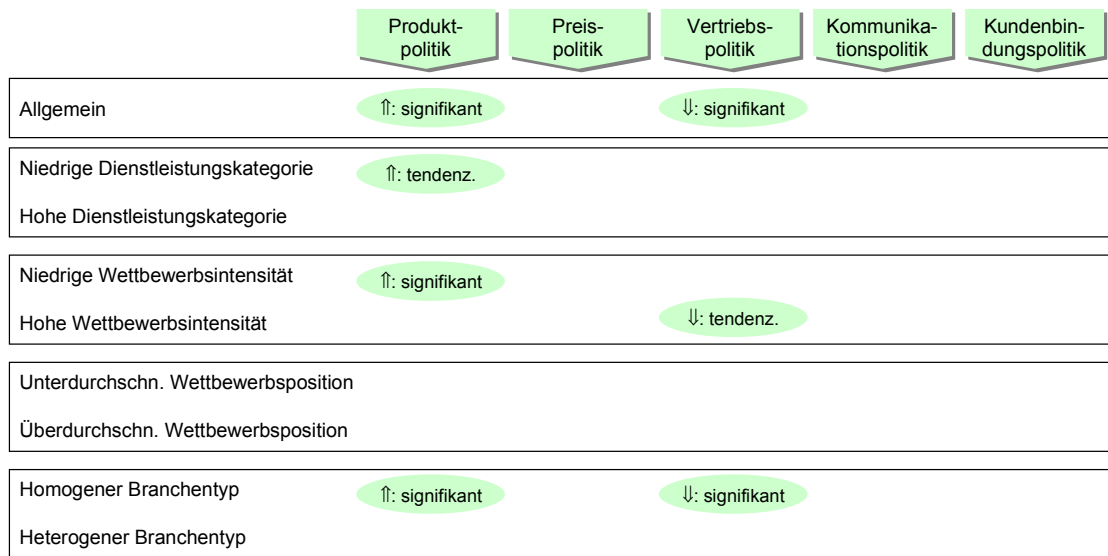 Produkt-
politik
Preis-
politik
Vertriebs-
politik
Kommunika-
tionspolitik
Kundenbin-
dungspolitik
Allgemein
⇑: signifikant
⇓: signifikant
Niedrige Dienstleistungskategorie
⇑: tendenz.
Hohe Dienstleistungskategorie
Niedrige Wettbewerbsintensität
⇑: signifikant
Hohe Wettbewerbsintensität
⇓: tendenz.
Unterdurchschn. Wettbewerbsposition
Überdurchschn. Wettbewerbsposition
Homogener Branchentyp
⇑: signifikant
⇓: signifikant
Heterogener Branchentyp